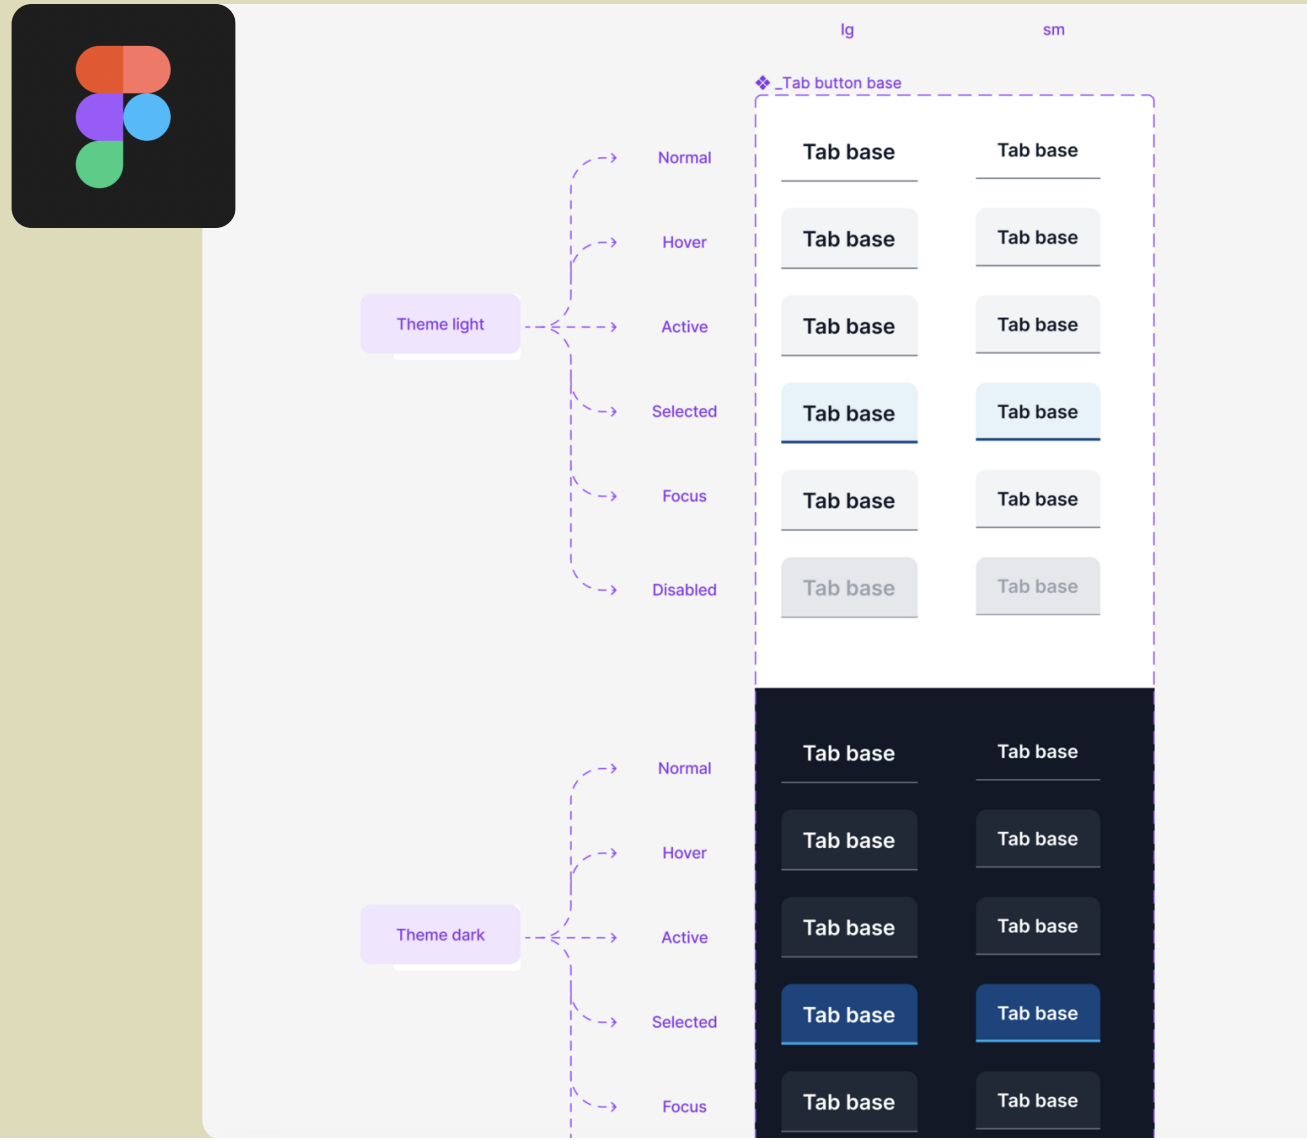 lg sm
_Tab button base
Normal Tab base Tab base
Hover Tab base Tab base
Theme light Active Tab base Tab base
Selected Tab base Tab base
Focus Tab base Tab base
Disabled Tab base Tab base
Normal Tab base Tab base
Hover Tab base Tab base
Theme dark Active Tab base Tab base
Selected Tab base Tab base
Focus Tab base Tab base